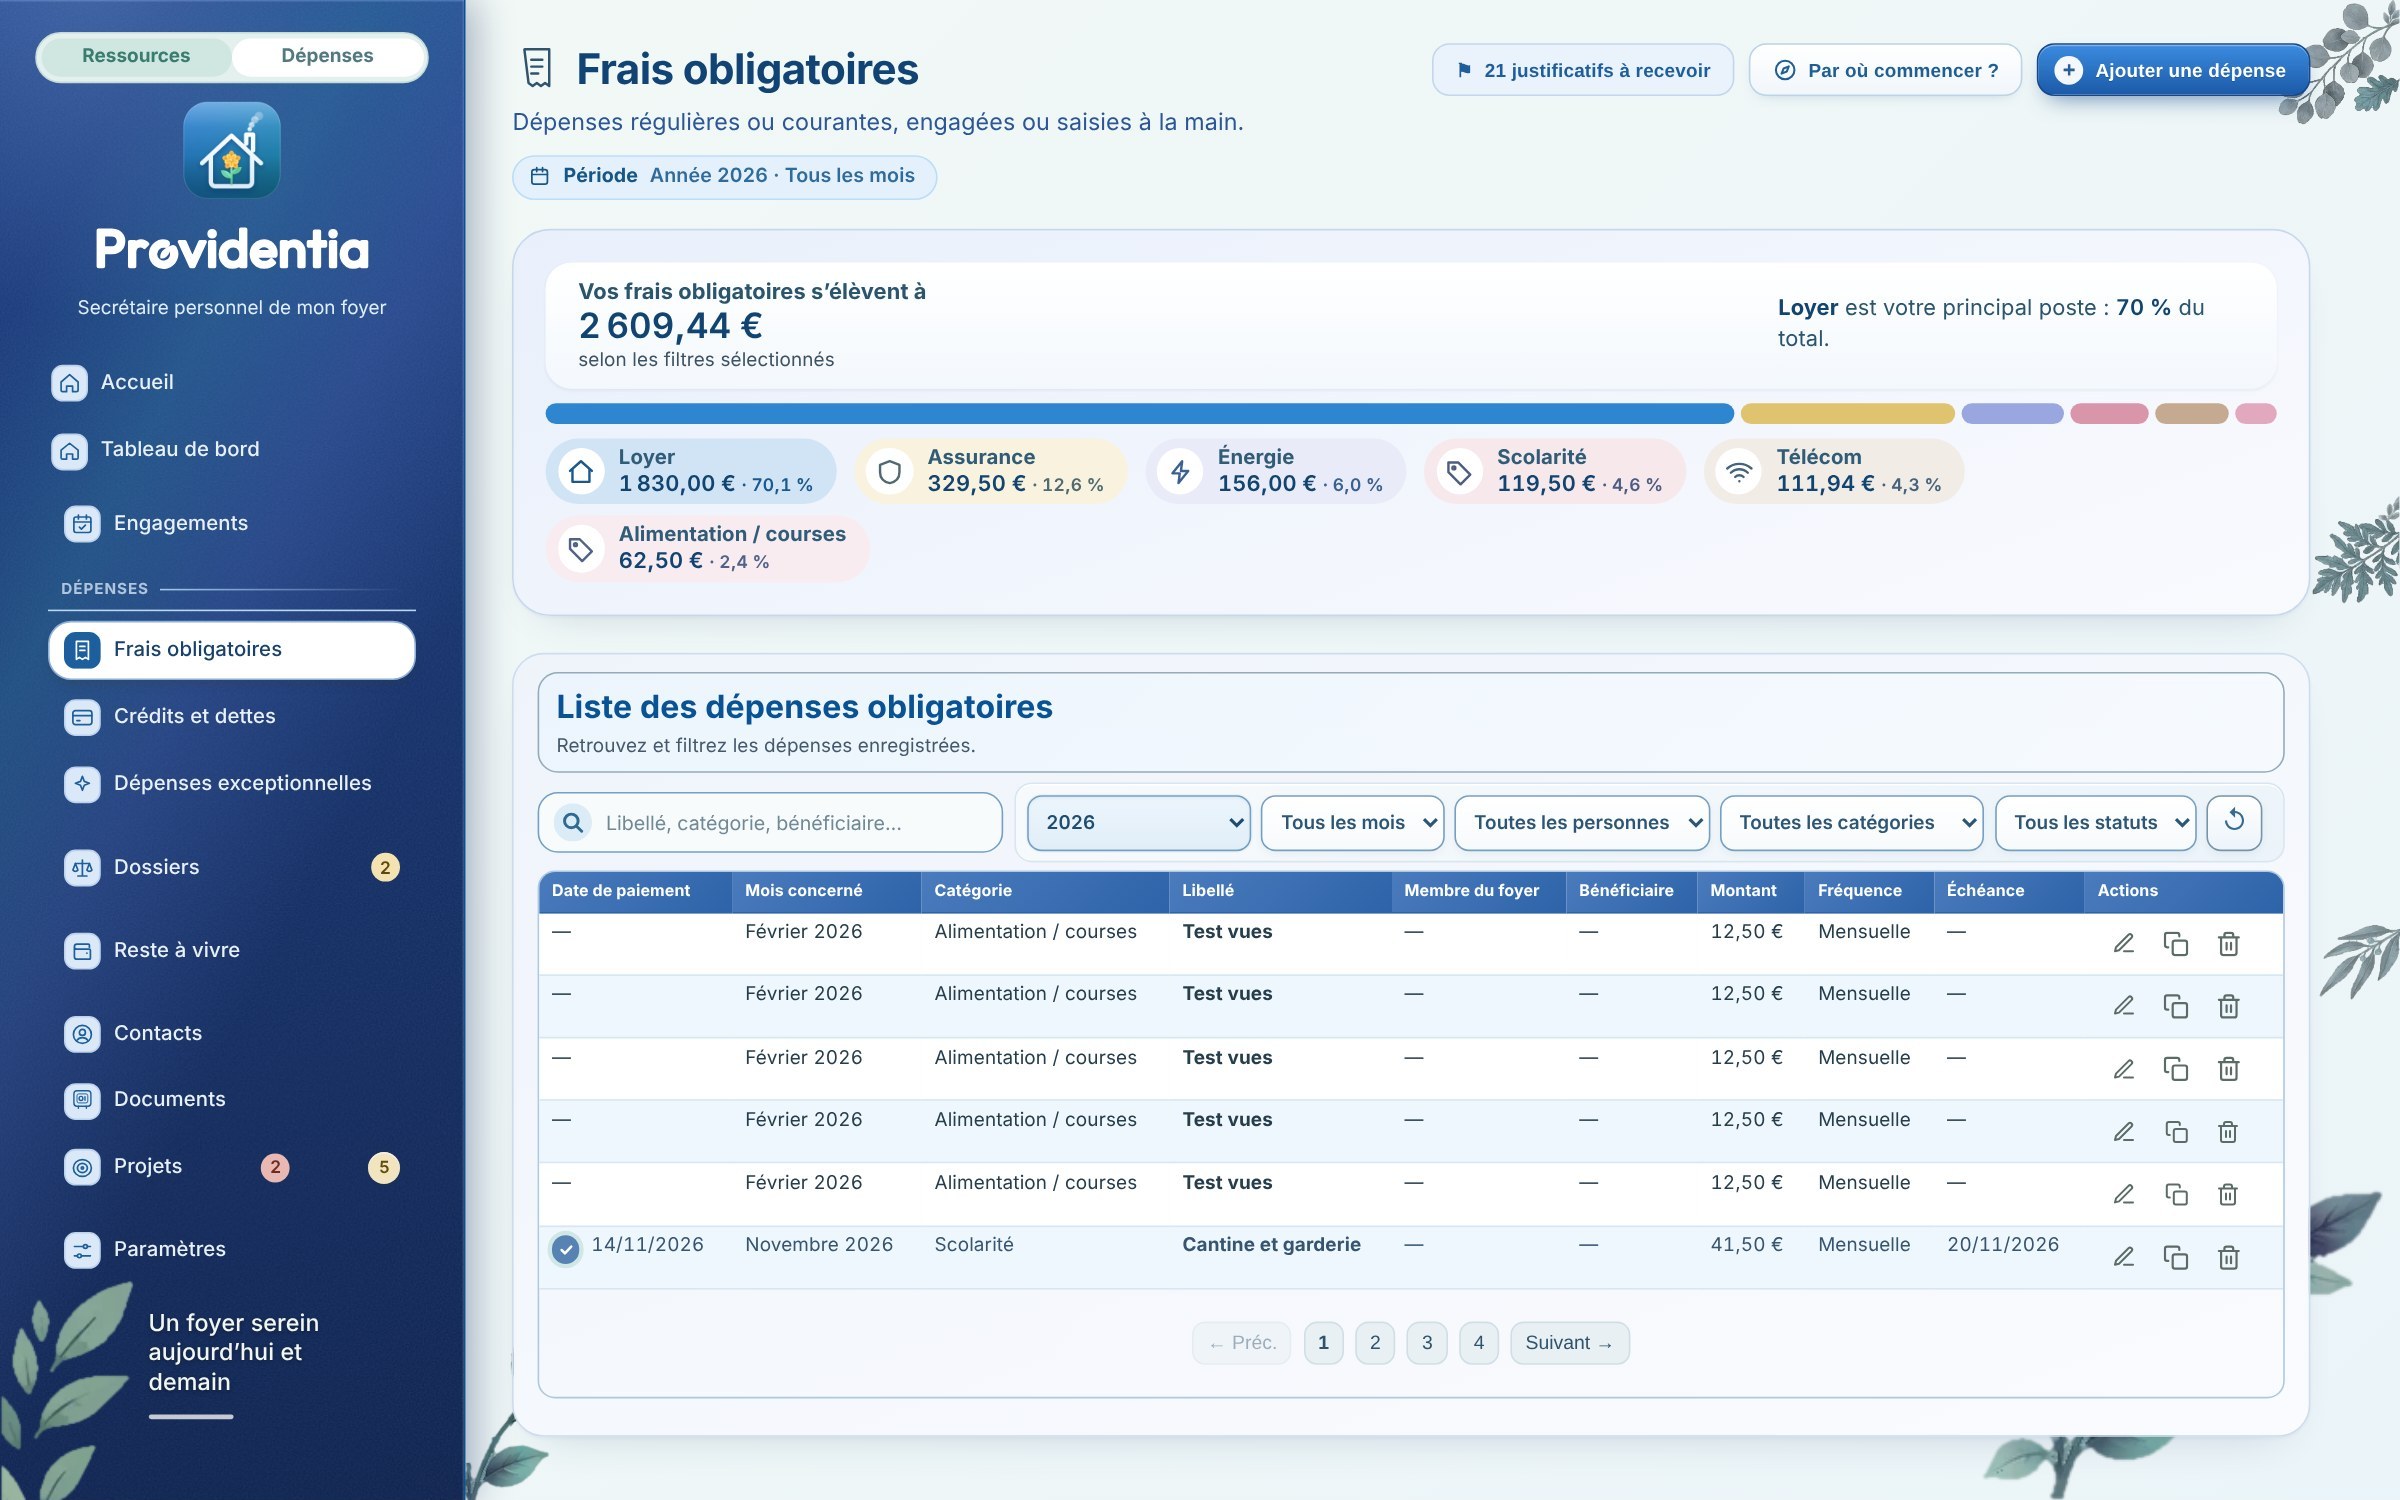 Ressources
Dépenses
Providentia
Secrétaire personnel de mon foyer
Accueil
Tableau de bord
Engagements
DÉPENSES
Frais obligatoires
Crédits et dettes
Dépenses exceptionnelles
Dossiers 2
Reste à vivre
Contacts
Documents
Projets 2 5
Paramètres
Un foyer serein
aujourd’hui et
demain
Frais obligatoires
21 justificatifs à recevoir
Par où commencer ?
Ajouter une dépense
Dépenses régulières ou courantes, engagées ou saisies à la main.
Période Année 2026 · Tous les mois
Vos frais obligatoires s’élèvent à
2 609,44 €
selon les filtres sélectionnés
Loyer est votre principal poste : 70 % du
total.
Loyer
1 830,00 € · 70,1 %
Assurance
329,50 € · 12,6 %
Énergie
156,00 € · 6,0 %
Scolarité
119,50 € · 4,6 %
Télécom
111,94 € · 4,3 %
Alimentation / courses
62,50 € · 2,4 %
Liste des dépenses obligatoires
Retrouvez et filtrez les dépenses enregistrées.
Libellé, catégorie, bénéficiaire...
2026
Tous les mois
Toutes les personnes
Toutes les catégories
Tous les statuts
Date de paiement Mois concerné Catégorie Libellé Membre du foyer Bénéficiaire Montant Fréquence Échéance Actions
— Février 2026 Alimentation / courses Test vues — — 12,50 € Mensuelle —
— Février 2026 Alimentation / courses Test vues — — 12,50 € Mensuelle —
— Février 2026 Alimentation / courses Test vues — — 12,50 € Mensuelle —
— Février 2026 Alimentation / courses Test vues — — 12,50 € Mensuelle —
— Février 2026 Alimentation / courses Test vues — — 12,50 € Mensuelle —
14/11/2026 Novembre 2026 Scolarité Cantine et garderie — — 41,50 € Mensuelle 20/11/2026
← Préc. 1 2 3 4 Suivant →